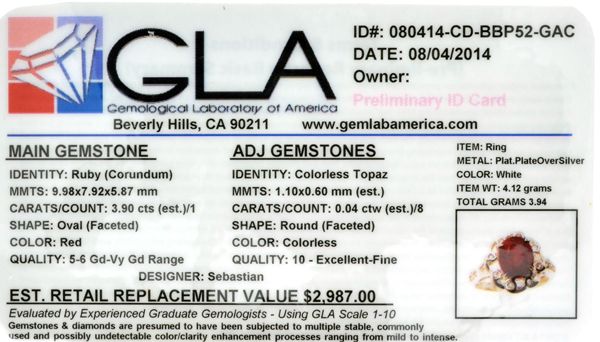 GLA
Gemological Laboratory of America
Beverly Hills, CA 90211 www.gemlabamerica.com
ID#: 080414-CD-BBP52-GAC
DATE: 08/04/2014
Owner:
Preliminary ID Card
MAIN GEMSTONE
IDENTITY: Ruby (Corundum)
MMTS: 9.98x7.92x5.87 mm
CARATS/COUNT: 3.90 cts (est.)/1
SHAPE: Oval (Faceted)
COLOR: Red
QUALITY: 5-6 Gd-Vy Gd Range
ADJ GEMSTONES
IDENTITY: Colorless Topaz
MMTS: 1.10x0.60 mm (est.)
CARATS/COUNT: 0.04 ctw (est.)/8
SHAPE: Round (Faceted)
COLOR: Colorless
QUALITY: 10 - Excellent-Fine
DESIGNER: Sebastian
ITEM: Ring
METAL: Plat.PlateOverSilver
COLOR: White
ITEM WT: 4.12 grams
TOTAL GRAMS 3.94
EST. RETAIL REPLACEMENT VALUE $2,987.00
Evaluated by Experienced Graduate Gemologists - Using GLA Scale 1-10
Gemstones & diamonds are presumed to have been subjected to multiple stable, commonly
used and possibly undetectable color/clarity enhancement processes ranging from mild to intense.